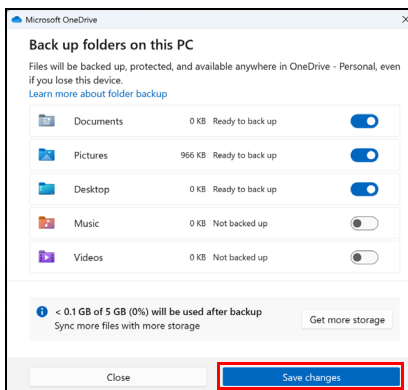 Microsoft OneDrive
Back up folders on this PC
Files will be backed up, protected, and available anywhere in OneDrive - Personal, even
if you lose this device.
Learn more about folder backup
Documents 0 KB Ready to back up
Pictures 966 KB Ready to back up
Desktop 0 KB Ready to back up
Music 0 KB Not backed up
Videos 0 KB Not backed up
< 0.1 GB of 5 GB (0%) will be used after backup
Sync more files with more storage
Get more storage
Close Save changes